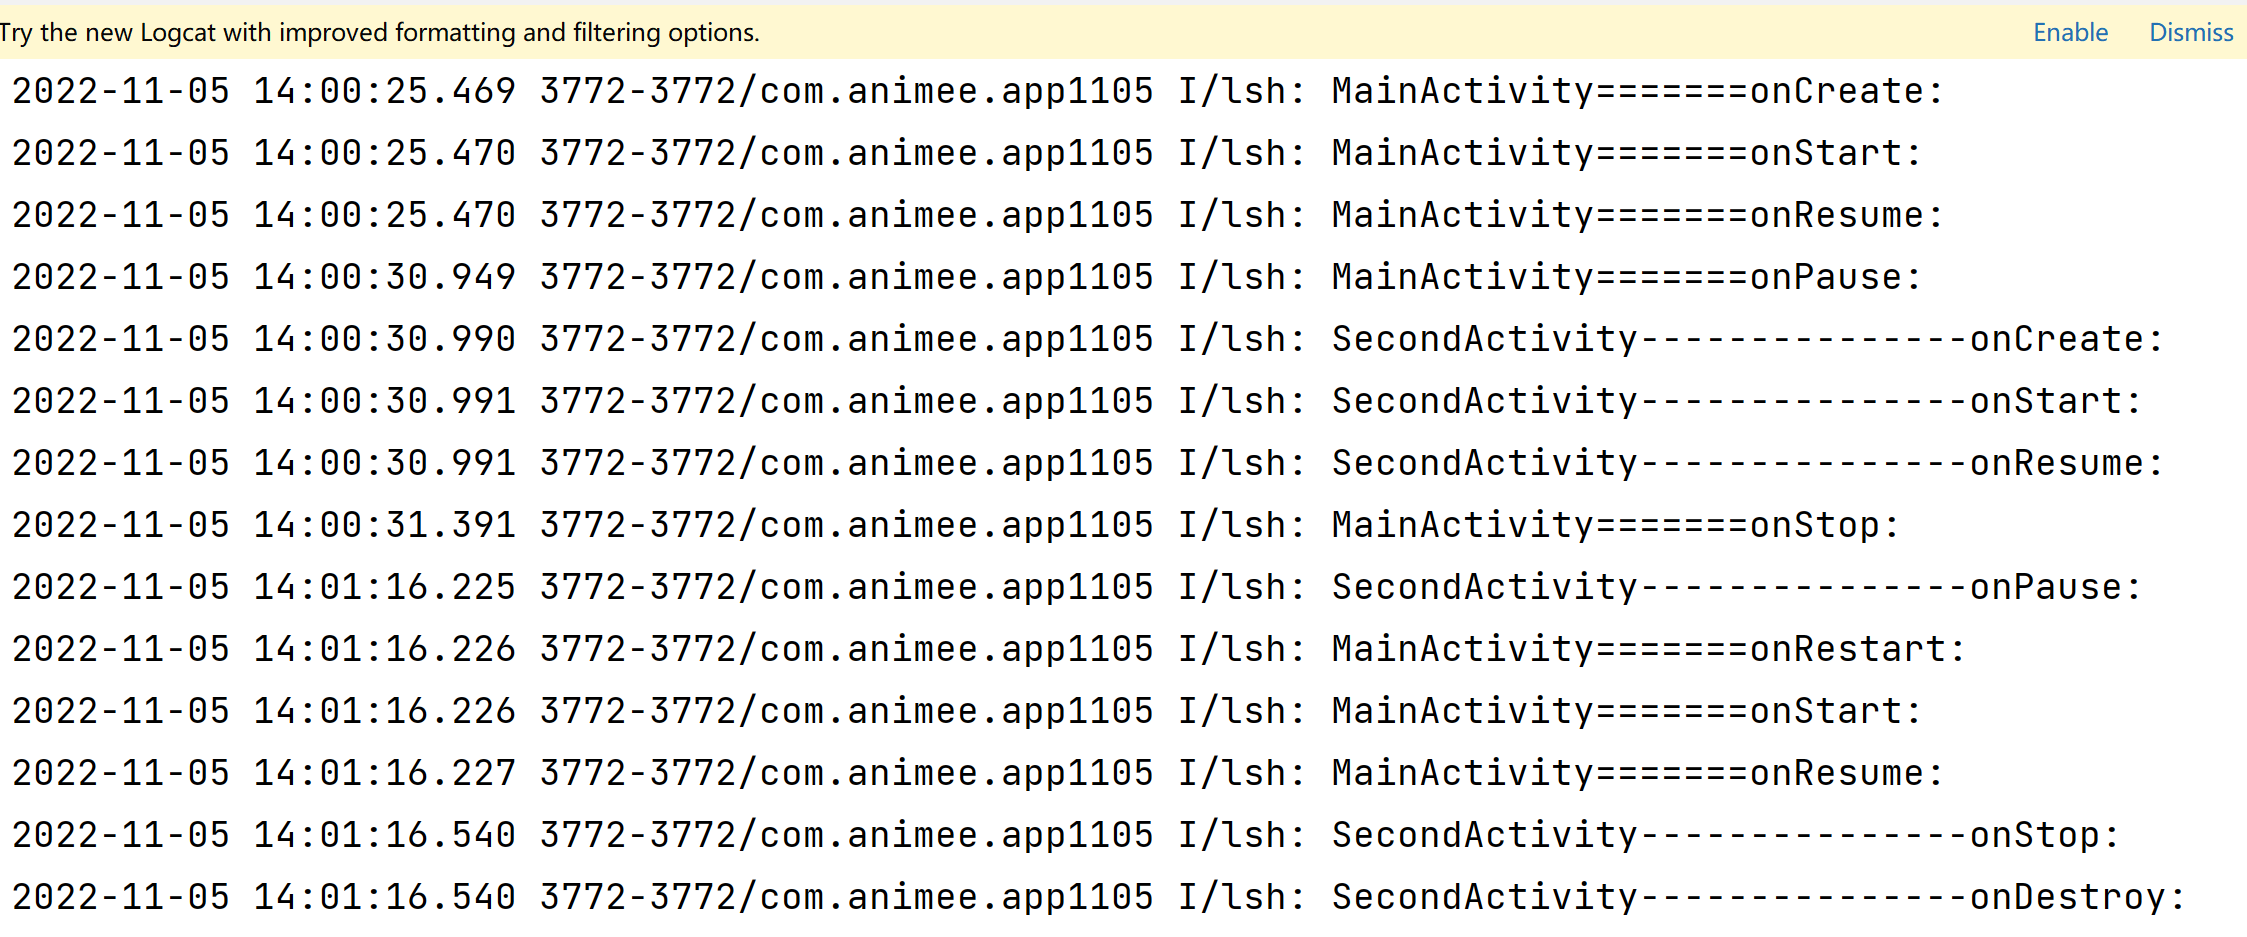 Try the new Logcat with improved formatting and filtering options. Enable Dismiss
2022-11-05 14:00:25.469 3772-3772/com.animee.app1105 I/lsh: MainActivity=======onCreate:
2022-11-05 14:00:25.470 3772-3772/com.animee.app1105 I/lsh: MainActivity=======onStart:
2022-11-05 14:00:25.470 3772-3772/com.animee.app1105 I/lsh: MainActivity=======onResume:
2022-11-05 14:00:30.949 3772-3772/com.animee.app1105 I/lsh: MainActivity=======onPause:
2022-11-05 14:00:30.990 3772-3772/com.animee.app1105 I/lsh: SecondActivity---------------onCreate:
2022-11-05 14:00:30.991 3772-3772/com.animee.app1105 I/lsh: SecondActivity---------------onStart:
2022-11-05 14:00:30.991 3772-3772/com.animee.app1105 I/lsh: SecondActivity---------------onResume:
2022-11-05 14:00:31.391 3772-3772/com.animee.app1105 I/lsh: MainActivity=======onStop:
2022-11-05 14:01:16.225 3772-3772/com.animee.app1105 I/lsh: SecondActivity---------------onPause:
2022-11-05 14:01:16.226 3772-3772/com.animee.app1105 I/lsh: MainActivity=======onRestart:
2022-11-05 14:01:16.226 3772-3772/com.animee.app1105 I/lsh: MainActivity=======onStart:
2022-11-05 14:01:16.227 3772-3772/com.animee.app1105 I/lsh: MainActivity=======onResume:
2022-11-05 14:01:16.540 3772-3772/com.animee.app1105 I/lsh: SecondActivity---------------onStop:
2022-11-05 14:01:16.540 3772-3772/com.animee.app1105 I/lsh: SecondActivity---------------onDestroy: